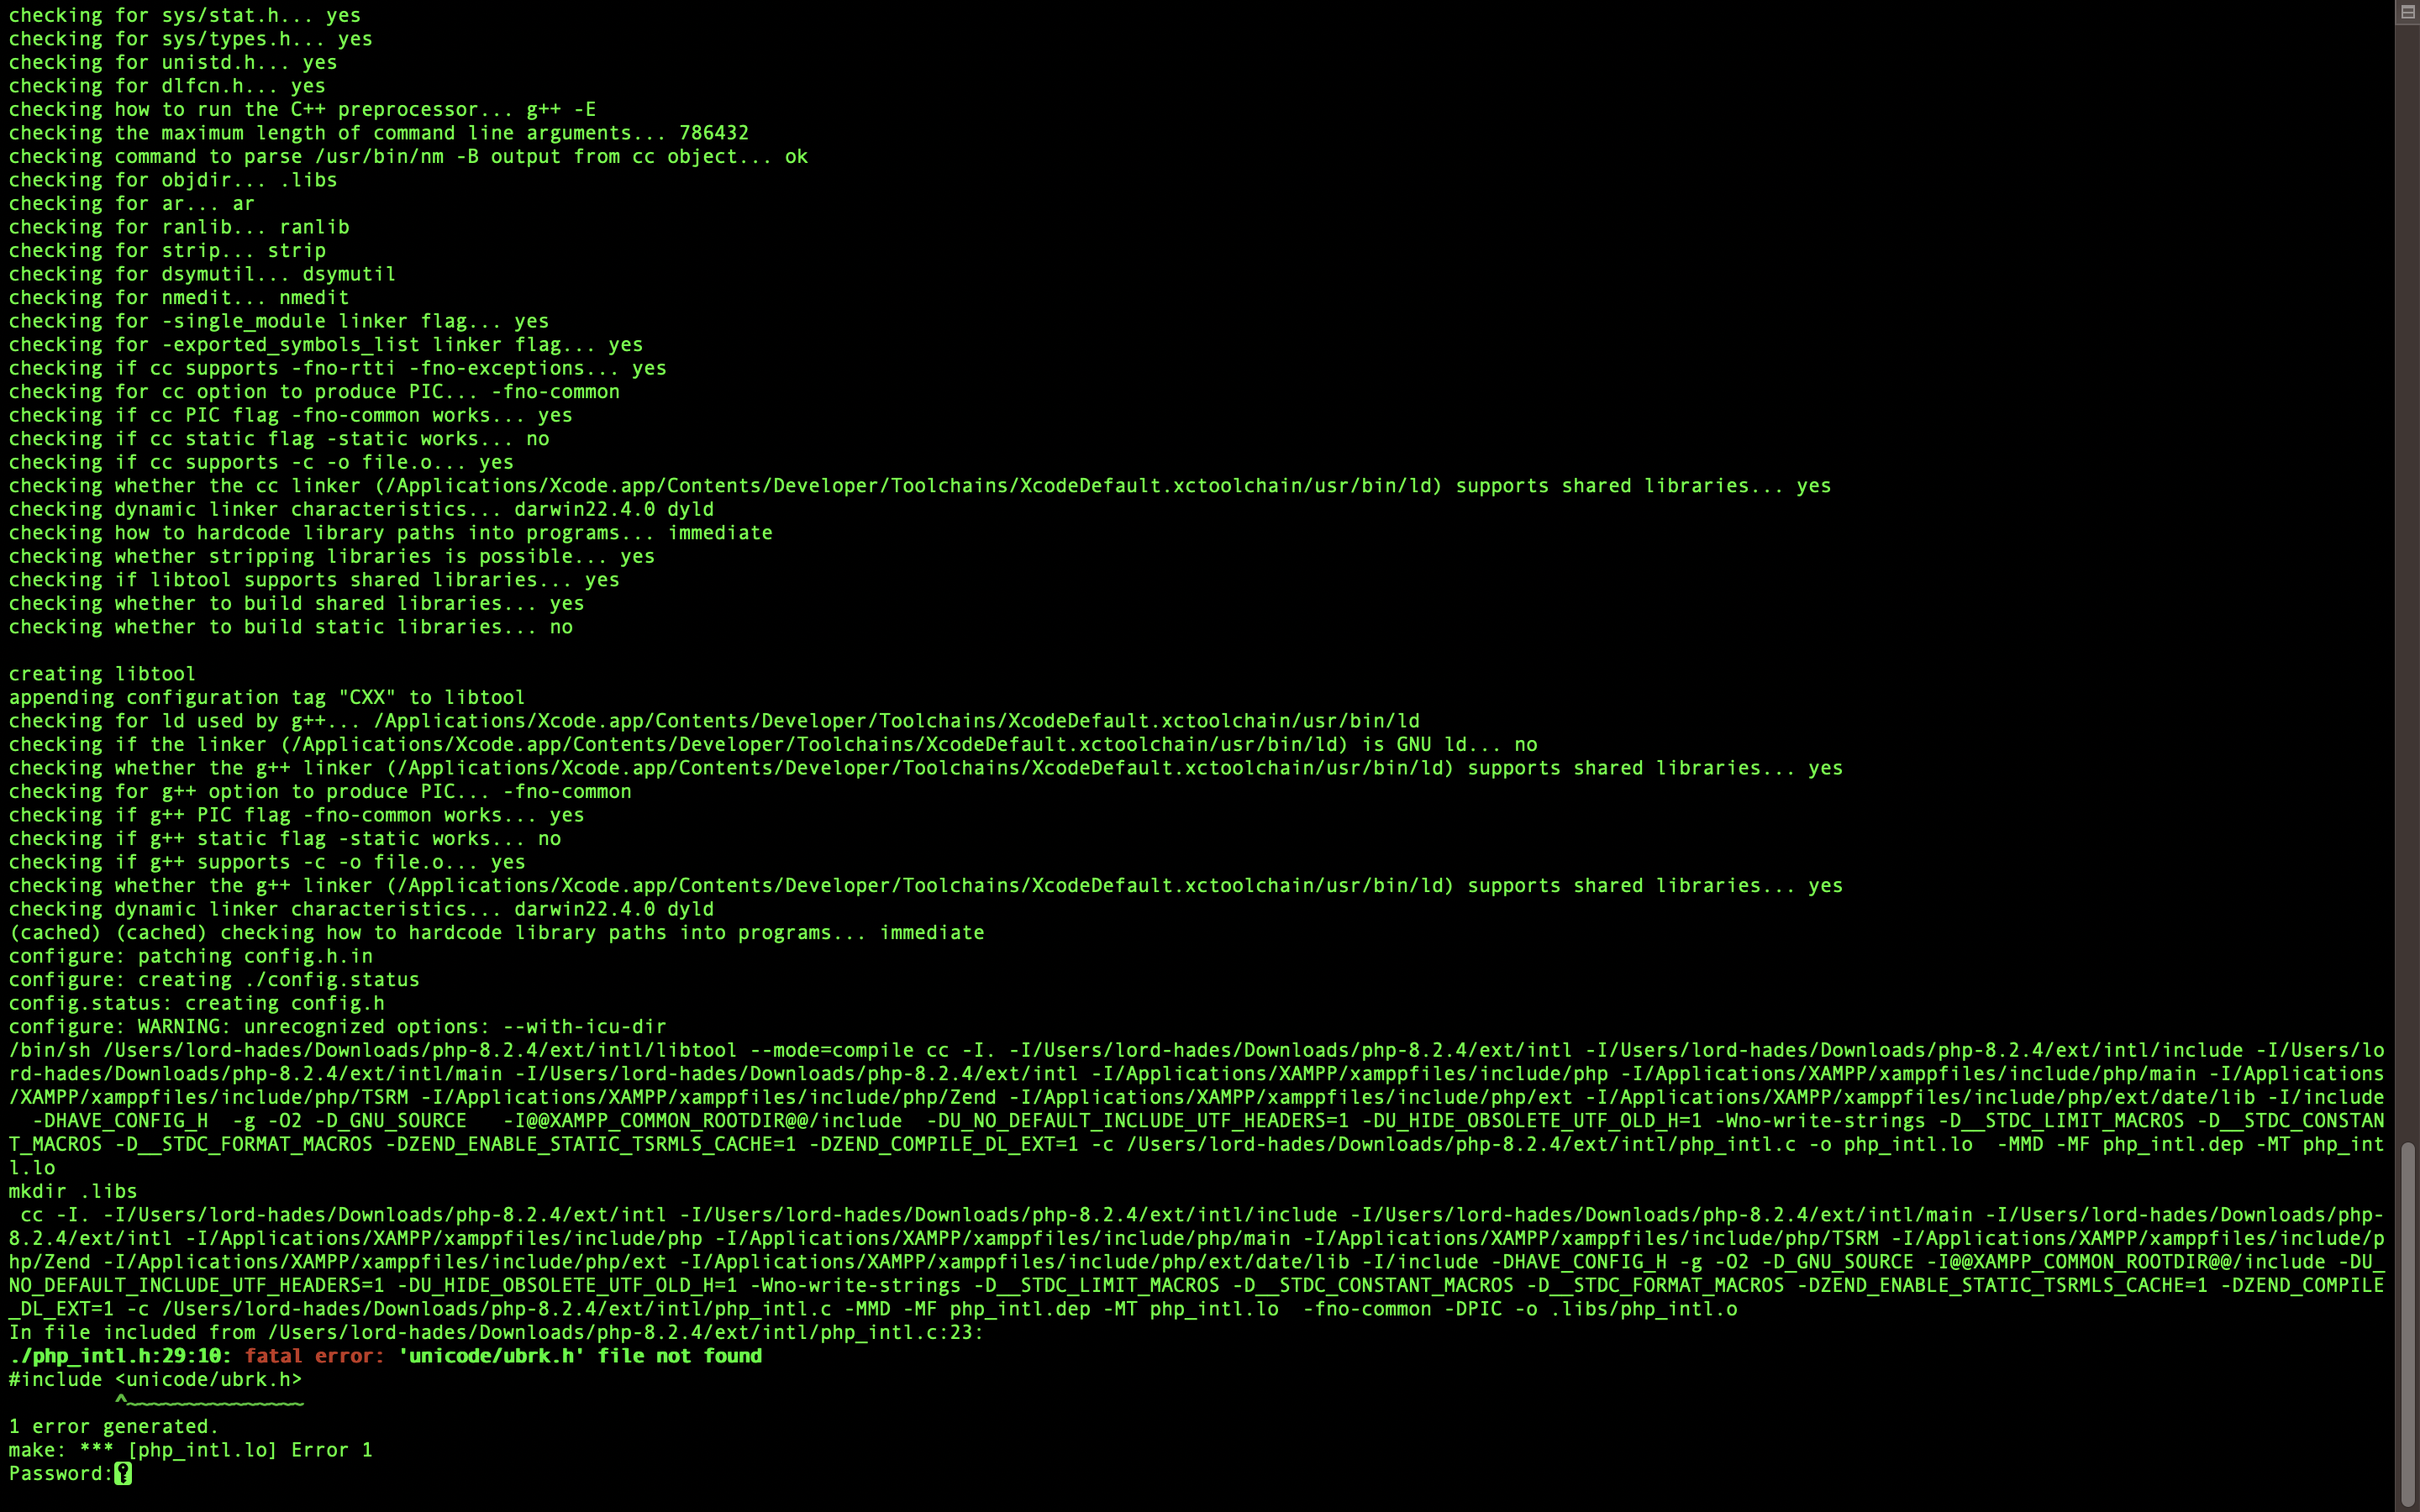 checking for sys/stat.h... yes
checking for sys/types.h... yes
checking for unistd.h... yes
checking for dlfcn.h... yes
checking how to run the C++ preprocessor... g++ -E
checking the maximum length of command line arguments... 786432
checking command to parse /usr/bin/nm -B output from cc object... ok
checking for objdir... .libs
checking for ar... ar
checking for ranlib... ranlib
checking for strip... strip
checking for dsymutil... dsymutil
checking for nmedit... nmedit
checking for -single_module linker flag... yes
checking for -exported_symbols_list linker flag... yes
checking if cc supports -fno-rtti -fno-exceptions... yes
checking for cc option to produce PIC... -fno-common
checking if cc PIC flag -fno-common works... yes
checking if cc static flag -static works... no
checking if cc supports -c -o file.o... yes
checking whether the cc linker (/Applications/Xcode.app/Contents/Developer/Toolchains/XcodeDefault.xctoolchain/usr/bin/ld) supports shared libraries... yes
checking dynamic linker characteristics... darwin22.4.0 dyld
checking how to hardcode library paths into programs... immediate
checking whether stripping libraries is possible... yes
checking if libtool supports shared libraries... yes
checking whether to build shared libraries... yes
checking whether to build static libraries... no

creating libtool
appending configuration tag "CXX" to libtool
checking for ld used by g++... /Applications/Xcode.app/Contents/Developer/Toolchains/XcodeDefault.xctoolchain/usr/bin/ld
checking if the linker (/Applications/Xcode.app/Contents/Developer/Toolchains/XcodeDefault.xctoolchain/usr/bin/ld) is GNU ld... no
checking whether the g++ linker (/Applications/Xcode.app/Contents/Developer/Toolchains/XcodeDefault.xctoolchain/usr/bin/ld) supports shared libraries... yes
checking for g++ option to produce PIC... -fno-common
checking if g++ PIC flag -fno-common works... yes
checking if g++ static flag -static works... no
checking if g++ supports -c -o file.o... yes
checking whether the g++ linker (/Applications/Xcode.app/Contents/Developer/Toolchains/XcodeDefault.xctoolchain/usr/bin/ld) supports shared libraries... yes
checking dynamic linker characteristics... darwin22.4.0 dyld
(cached) (cached) checking how to hardcode library paths into programs... immediate
configure: patching config.h.in
configure: creating ./config.status
config.status: creating config.h
configure: WARNING: unrecognized options: --with-icu-dir
/bin/sh /Users/lord-hades/Downloads/php-8.2.4/ext/intl/libtool --mode=compile cc -I. -I/Users/lord-hades/Downloads/php-8.2.4/ext/intl -I/Users/lord-hades/Downloads/php-8.2.4/ext/intl/include -I/Users/lo
rd-hades/Downloads/php-8.2.4/ext/intl/main -I/Users/lord-hades/Downloads/php-8.2.4/ext/intl -I/Applications/XAMPP/xamppfiles/include/php -I/Applications/XAMPP/xamppfiles/include/php/main -I/Applications
/XAMPP/xamppfiles/include/php/TSRM -I/Applications/XAMPP/xamppfiles/include/php/Zend -I/Applications/XAMPP/xamppfiles/include/php/ext -I/Applications/XAMPP/xamppfiles/include/php/ext/date/lib -I/include
  -DHAVE_CONFIG_H  -g -O2 -D_GNU_SOURCE   -I@@XAMPP_COMMON_ROOTDIR@@/include  -DU_NO_DEFAULT_INCLUDE_UTF_HEADERS=1 -DU_HIDE_OBSOLETE_UTF_OLD_H=1 -Wno-write-strings -D__STDC_LIMIT_MACROS -D__STDC_CONSTAN
T_MACROS -D__STDC_FORMAT_MACROS -DZEND_ENABLE_STATIC_TSRMLS_CACHE=1 -DZEND_COMPILE_DL_EXT=1 -c /Users/lord-hades/Downloads/php-8.2.4/ext/intl/php_intl.c -o php_intl.lo  -MMD -MF php_intl.dep -MT php_int
l.lo
mkdir .libs
 cc -I. -I/Users/lord-hades/Downloads/php-8.2.4/ext/intl -I/Users/lord-hades/Downloads/php-8.2.4/ext/intl/include -I/Users/lord-hades/Downloads/php-8.2.4/ext/intl/main -I/Users/lord-hades/Downloads/php-
8.2.4/ext/intl -I/Applications/XAMPP/xamppfiles/include/php -I/Applications/XAMPP/xamppfiles/include/php/main -I/Applications/XAMPP/xamppfiles/include/php/TSRM -I/Applications/XAMPP/xamppfiles/include/p
hp/Zend -I/Applications/XAMPP/xamppfiles/include/php/ext -I/Applications/XAMPP/xamppfiles/include/php/ext/date/lib -I/include -DHAVE_CONFIG_H -g -O2 -D_GNU_SOURCE -I@@XAMPP_COMMON_ROOTDIR@@/include -DU_
NO_DEFAULT_INCLUDE_UTF_HEADERS=1 -DU_HIDE_OBSOLETE_UTF_OLD_H=1 -Wno-write-strings -D__STDC_LIMIT_MACROS -D__STDC_CONSTANT_MACROS -D__STDC_FORMAT_MACROS -DZEND_ENABLE_STATIC_TSRMLS_CACHE=1 -DZEND_COMPILE
_DL_EXT=1 -c /Users/lord-hades/Downloads/php-8.2.4/ext/intl/php_intl.c -MMD -MF php_intl.dep -MT php_intl.lo  -fno-common -DPIC -o .libs/php_intl.o
In file included from /Users/lord-hades/Downloads/php-8.2.4/ext/intl/php_intl.c:23:
./php_intl.h:29:10: fatal error: 'unicode/ubrk.h' file not found
#include <unicode/ubrk.h>
         ^~~~~~~~~~~~~~~~
1 error generated.
make: *** [php_intl.lo] Error 1
Password: